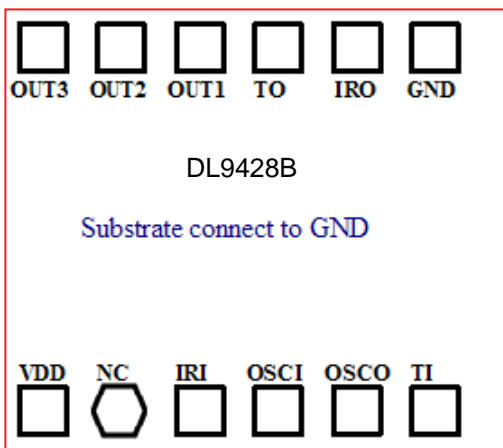 OUT3 OUT2 OUT1 TO IRO GND
DL9428B
Substrate connect to GND
VDD NC IRI OSCI OSCO TI